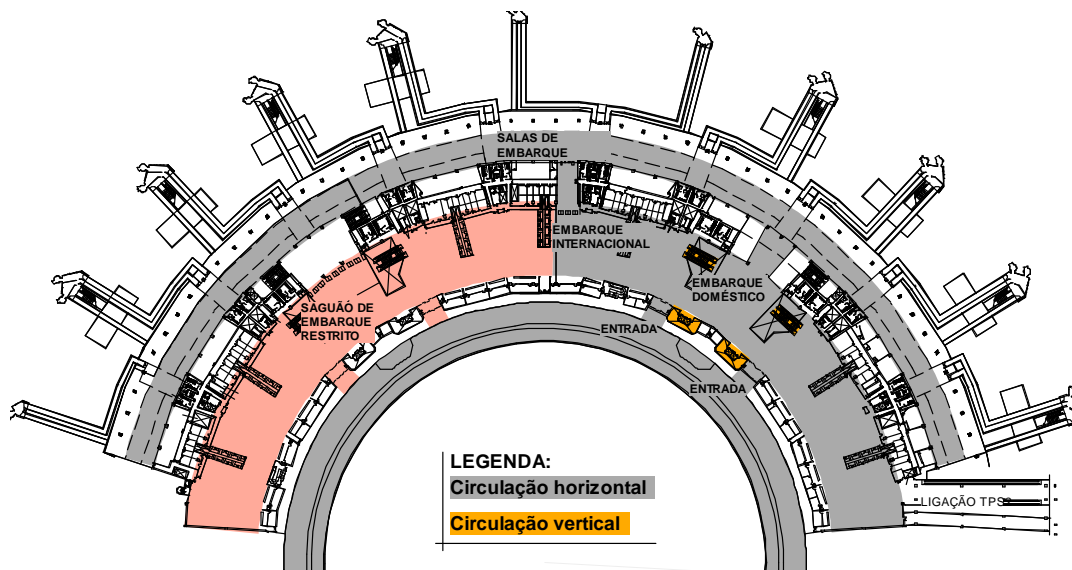 SALAS DE
EMBARQUE
EMBARQUE
INTERNACIONAL
EMBARQUE
DOMÉSTICO
SAGUÃO DE
EMBARQUE
RESTRITO
ENTRADA
ENTRADA
LEGENDA:
Circulação horizontal
Circulação vertical
LIGAÇÃO TPS2